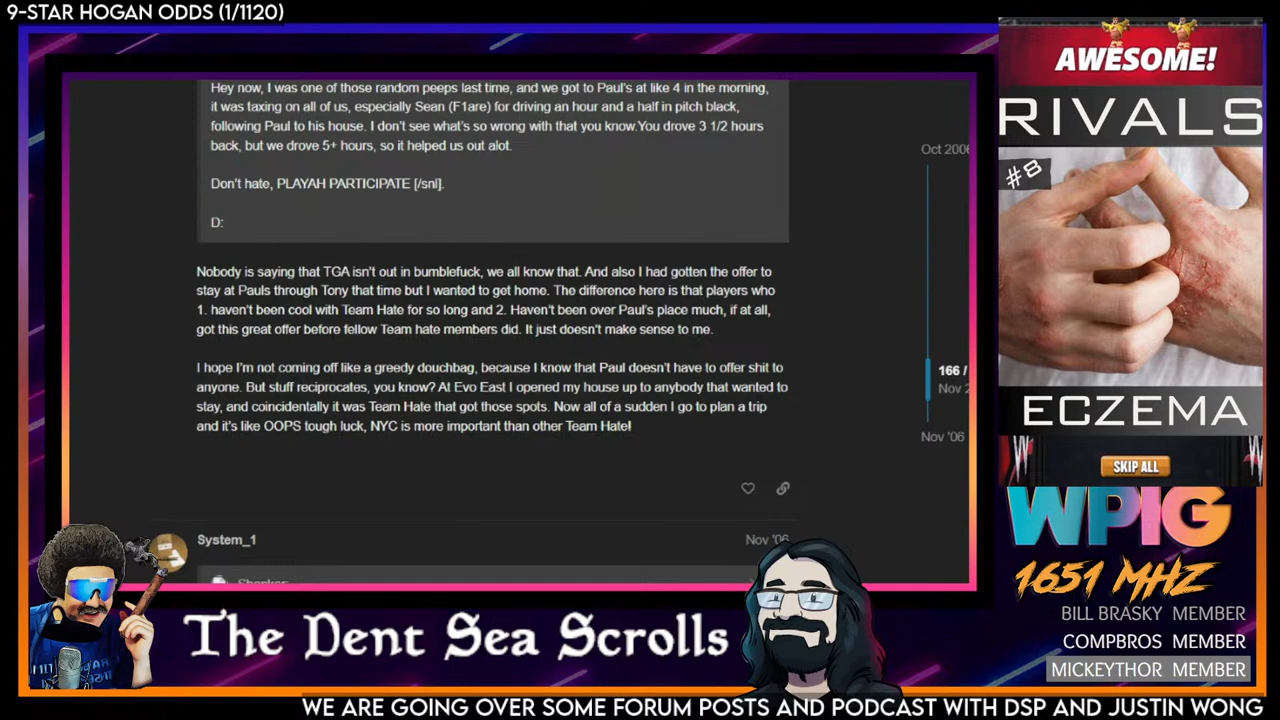 9-STAR HOGAN ODDS (1/1120)
Hey now, I was one of those random peeps last time, and we got to Paul's at like 4 in the morning,
it was taxing on all of us, especially Sean (F1are) for driving an hour and a half in pitch black,
following Paul to his house. I don't see what's so wrong with that you know.You drove 3 1/2 hours
back, but we drove 5+ hours, so it helped us out alot.
Don't hate, PLAYAH PARTICIPATE [/snl].
D:
Nobody is saying that TGA isn't out in bumblefuck, we all know that. And also I had gotten the offer to
stay at Pauls through Tony that time but I wanted to get home. The difference here is that players who
1. haven't been cool with Team Hate for so long and 2. Haven't been over Paul's place much, if at all,
got this great offer before fellow Team hate members did. It just doesn't make sense to me.
I hope I'm not coming off like a greedy douchbag, because I know that Paul doesn't have to offer shit to
anyone. But stuff reciprocates, you know? At Evo East I opened my house up to anybody that wanted to
stay, and coincidentally it was Team Hate that got those spots. Now all of a sudden I go to plan a trip
and it's like OOPS tough luck, NYC is more important than other Team Hate!
System_1
Nov '06
Oct 2006
166 /
Nov 2
Nov '06
AWESOME!
RIVALS
#8
ECZEMA
SKIP ALL
WPIG
1651 MHZ
BILL BRASKY MEMBER
COMPBROS MEMBER
MICKEYTHOR MEMBER
The Dent Sea Scrolls
WE ARE GOING OVER SOME FORUM POSTS AND PODCAST WITH DSP AND JUSTIN WONG